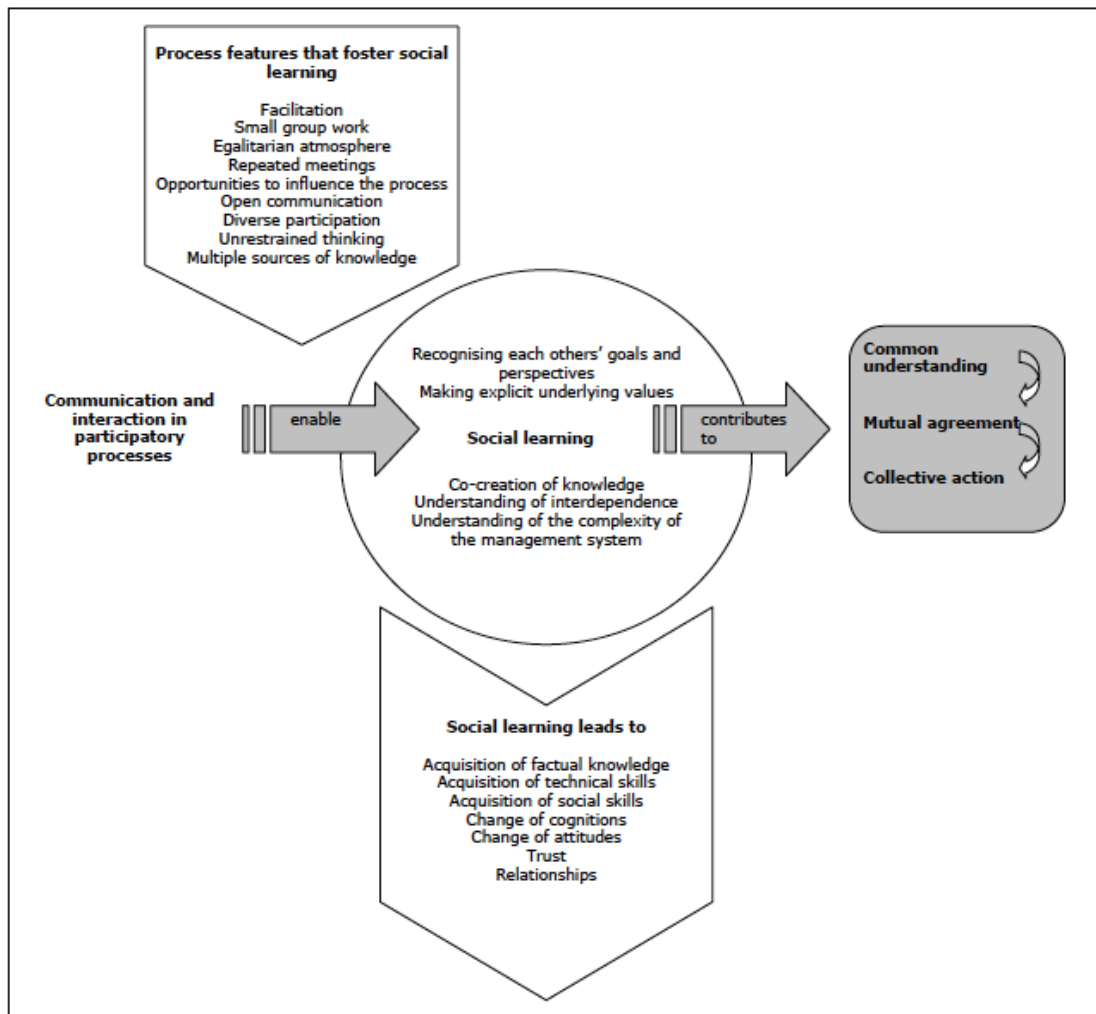 Process features that foster social
learning
Facilitation
Small group work
Egalitarian atmosphere
Repeated meetings
Opportunities to influence the process
Open communication
Diverse participation
Unrestrained thinking
Multiple sources of knowledge
Communication and
interaction in
participatory
processes
enable
Recognising each others' goals and
perspectives
Making explicit underlying values
Social learning
Co-creation of knowledge
Understanding of interdependence
Understanding of the complexity of
the management system
contributes
to
Common
understanding
Mutual agreement
Collective action
Social learning leads to
Acquisition of factual knowledge
Acquisition of technical skills
Acquisition of social skills
Change of cognitions
Change of attitudes
Trust
Relationships